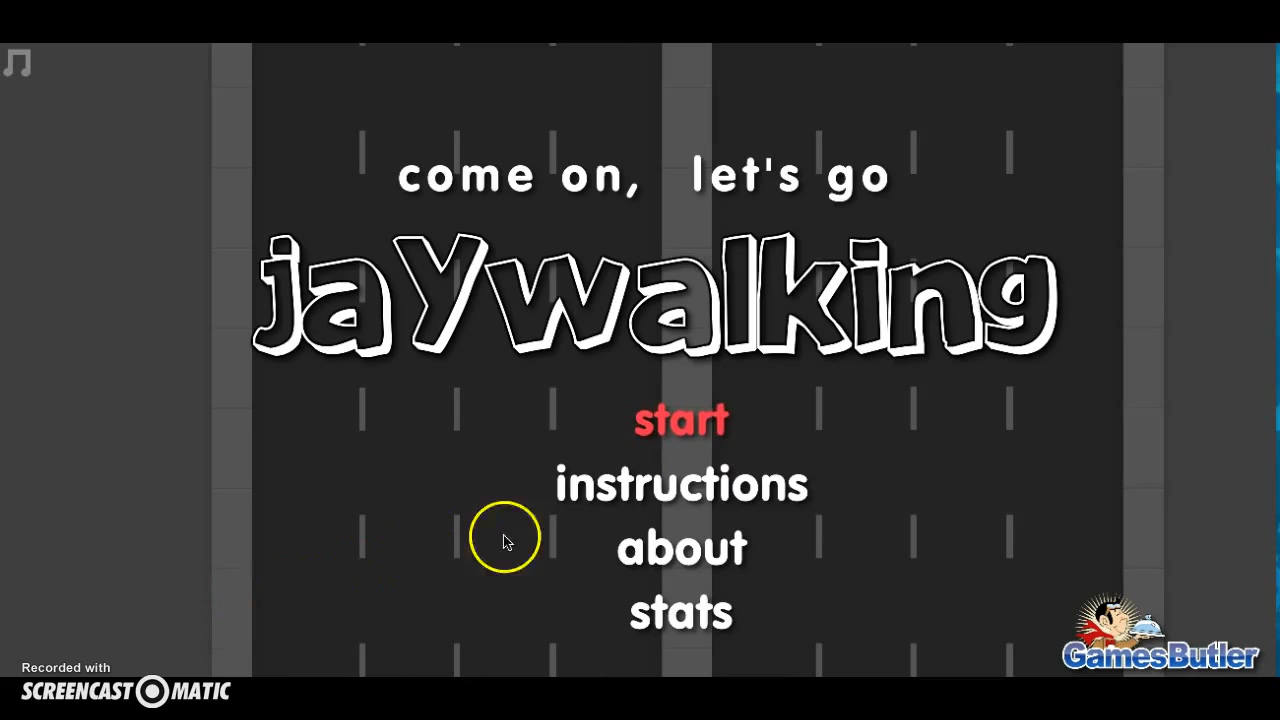 come on, let's go
jaywalking
start
instructions
about
stats
GamesButler
Recorded with
SCREENCAST MATIC